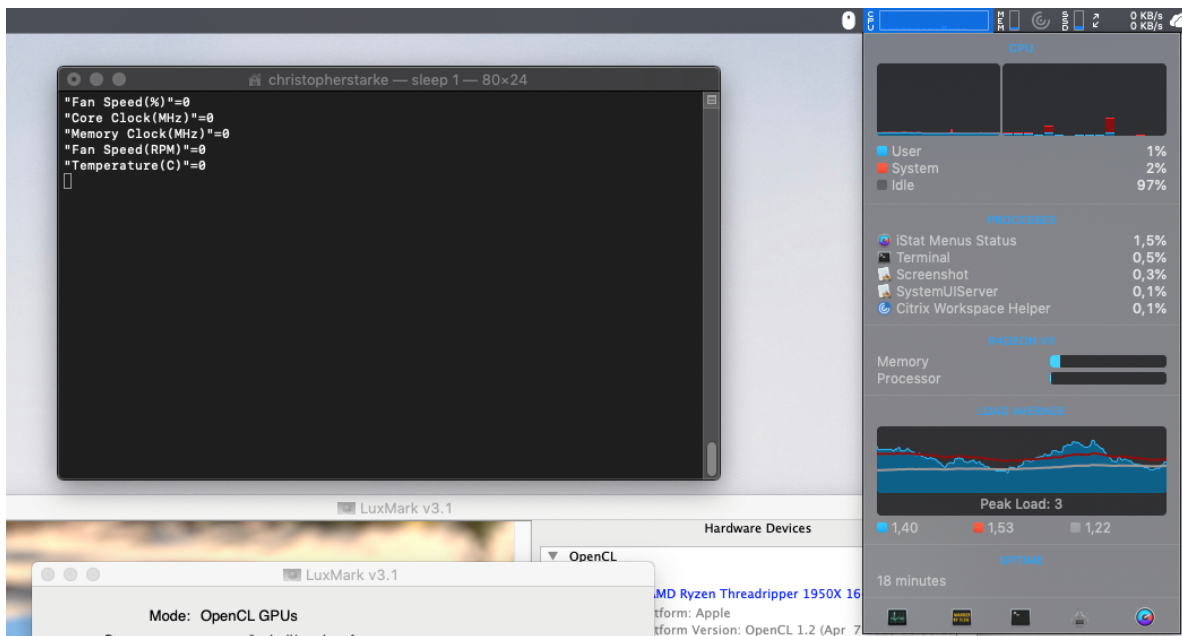 CPU
MEM
SSD
0 KB/s
0 KB/s
christopherstarke — sleep 1 — 80×24
"Fan Speed(%)"=0
"Core Clock(MHz)"=0
"Memory Clock(MHz)"=0
"Fan Speed(RPM)"=0
"Temperature(C)"=0
CPU
User 1%
System 2%
Idle 97%
PROCESSES
iStat Menus Status 1,5%
Terminal 0,5%
Screenshot 0,3%
SystemUIServer 0,1%
Citrix Workspace Helper 0,1%
RADEON VII
Memory
Processor
LOAD AVERAGE
Peak Load: 3
1,40 1,53 1,22
UPTIME
18 minutes
LuxMark v3.1
Hardware Devices
OpenCL
AMD Ryzen Threadripper 1950X 16
tform: Apple
tform Version: OpenCL 1.2 (Apr 7
LuxMark v3.1
Mode: OpenCL GPUs